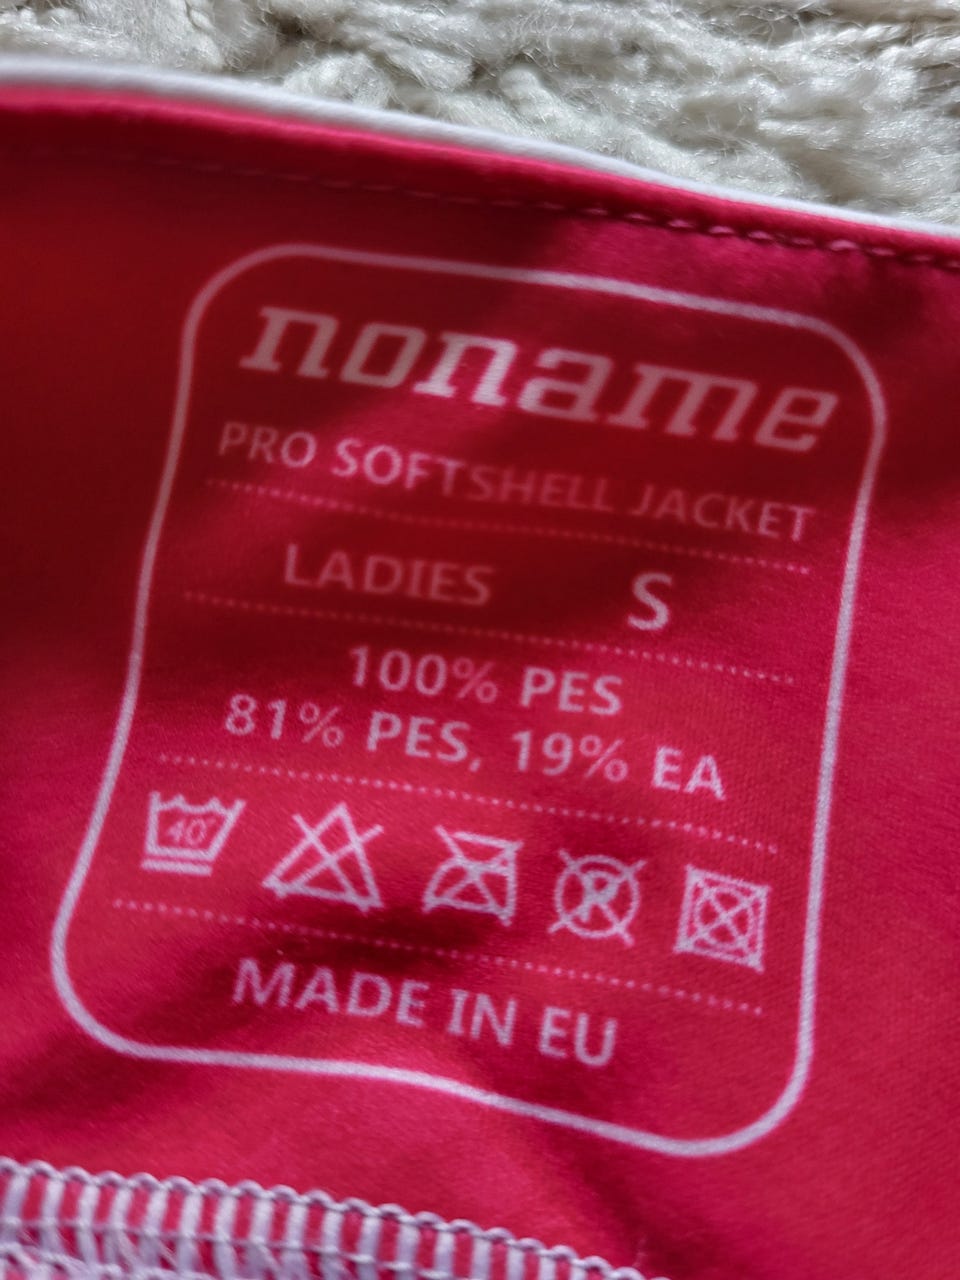 noname
PRO SOFTSHELL JACKET
LADIES S
100% PES
81% PES, 19% EA
40°
P
MADE IN EU